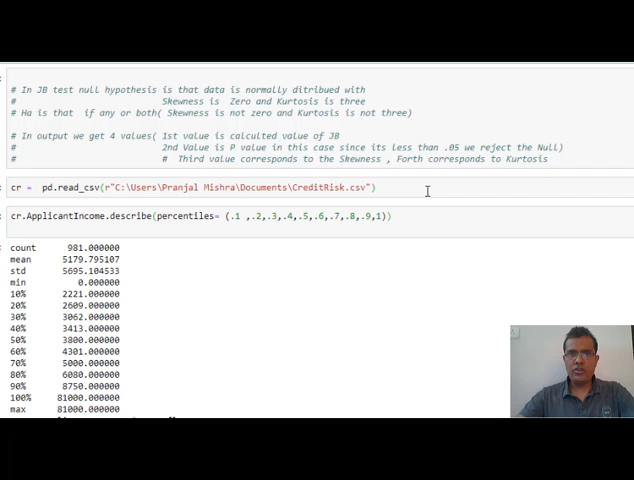 # In JB test null hypothesis is that data is normally ditribued with
# Skewness is Zero and Kurtosis is three
# Ha is that if any or both( Skewness is not zero and Kurtosis is not three)
# In output we get 4 values( 1st value is calculted value of JB
# 2nd Value is P value in this case since its less than .05 we reject the Null)
# # Third value corresponds to the Skewness , Forth corresponds to Kurtosis
cr = pd.read_csv(r"C:\Users\Pranjal Mishra\Documents\CreditRisk.csv")
cr.ApplicantIncome.describe(percentiles= (.1 ,.2,.3,.4,.5,.6,.7,.8,.9,1))
count 981.000000
mean 5179.795107
std 5695.104533
min 0.000000
10% 2221.000000
20% 2609.000000
30% 3062.000000
40% 3413.000000
50% 3800.000000
60% 4301.000000
70% 5000.000000
80% 6080.000000
90% 8750.000000
100% 81000.000000
max 81000.000000